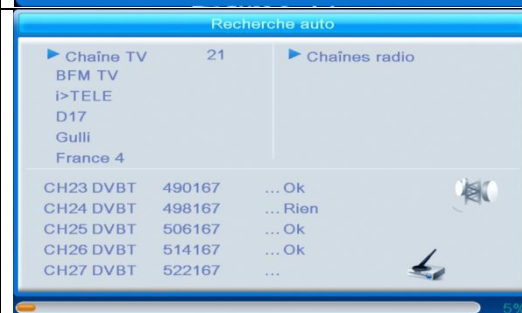 Recherche auto
Chaîne TV 21
BFM TV
i>TELE
D17
Gulli
France 4
Chaînes radio
CH23 DVBT 490167 ... Ok
CH24 DVBT 498167 ... Rien
CH25 DVBT 506167 ... Ok
CH26 DVBT 514167 ... Ok
CH27 DVBT 522167 ...
5%